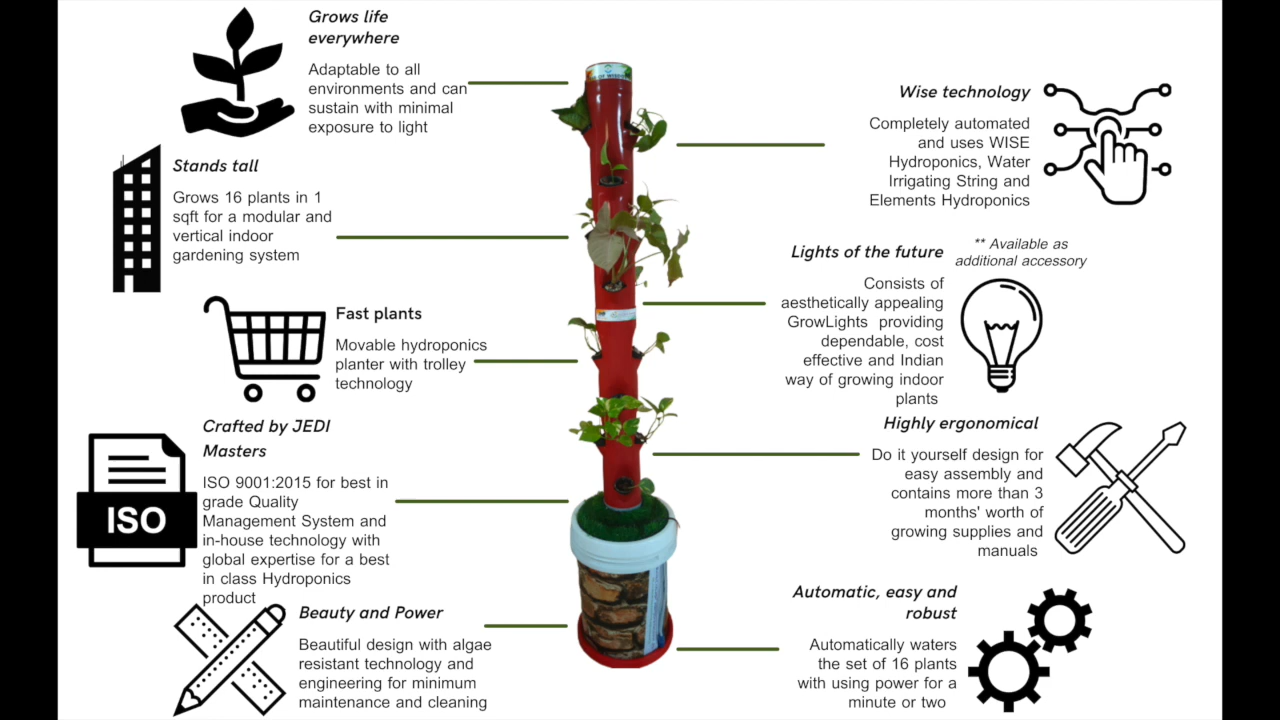 Grows life
everywhere
Adaptable to all
environments and can
sustain with minimal
exposure to light
Stands tall
Grows 16 plants in 1
sqft for a modular and
vertical indoor
gardening system
Fast plants
Movable hydroponics
planter with trolley
technology
Crafted by JEDI
Masters
ISO
ISO 9001:2015 for best in
grade Quality
Management System and
in-house technology with
global expertise for a best
in class Hydroponics
product
Beauty and Power
Beautiful design with algae
resistant technology and
engineering for minimum
maintenance and cleaning
Wise technology
Completely automated
and uses WISE
Hydroponics, Water
Irrigating String and
Elements Hydroponics
Lights of the future
** Available as
additional accessory
Consists of
aesthetically appealing
GrowLights providing
dependable, cost
effective and Indian
way of growing indoor
plants
Highly ergonomical
Do it yourself design for
easy assembly and
contains more than 3
months' worth of
growing supplies and
manuals
Automatic, easy and
robust
Automatically waters
the set of 16 plants
with using power for a
minute or two